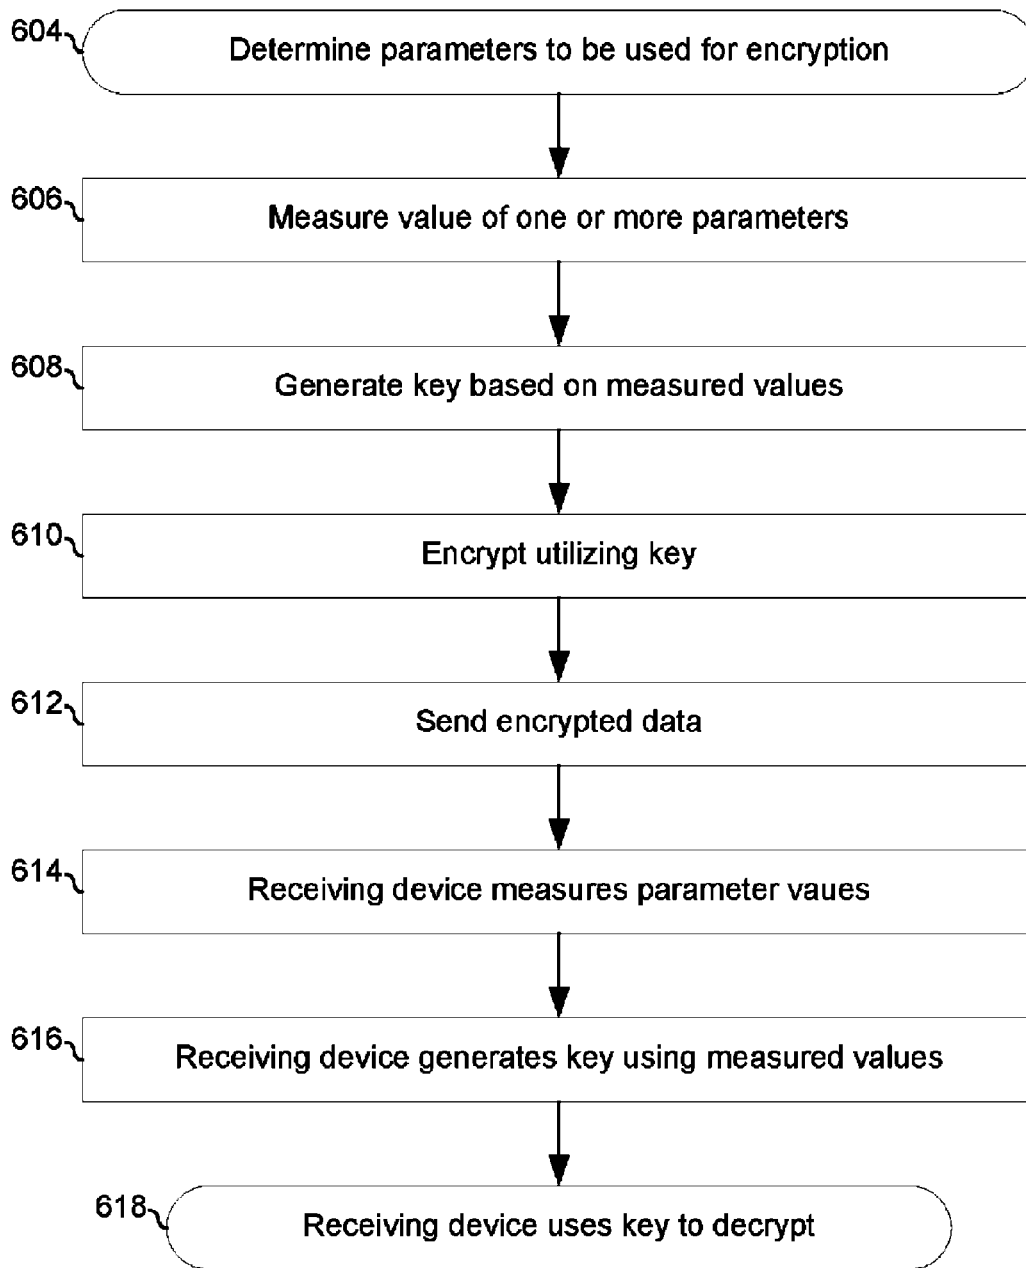 604 Determine parameters to be used for encryption
606 Measure value of one or more parameters
608 Generate key based on measured values
610 Encrypt utilizing key
612 Send encrypted data
614 Receiving device measures parameter vaues
616 Receiving device generates key using measured values
618 Receiving device uses key to decrypt